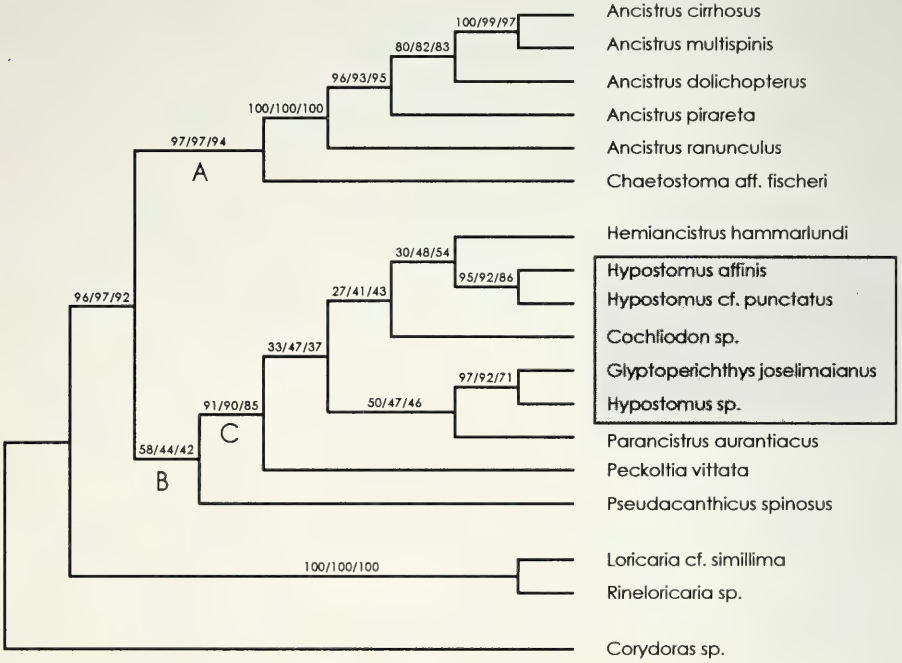 Ancistrus cirrhosus
100/99/97
Ancistrus multispinis
80/82/83
Ancistrus dolichopterus
96/93/95
Ancistrus pirareta
100/100/100
Ancistrus ranunculus
97/97/94
A
Chaetostoma aff. fischeri
Hemiancistrus hammarlundi
30/48/54
Hypostomus affinis
95/92/86
Hypostomus cf. punctatus
96/97/92
27/41/43
Cochliodon sp.
33/47/37
Glyptoperichthys joselimaianus
97/92/71
Hypostomus sp.
91/90/85
50/47/46
C
Parancistrus aurantiacus
58/44/42
Peckoltia vittata
B
Pseudacanthicus spinosus
Loricaria cf. simillima
100/100/100
Rineloricaria sp.
Corydoras sp.